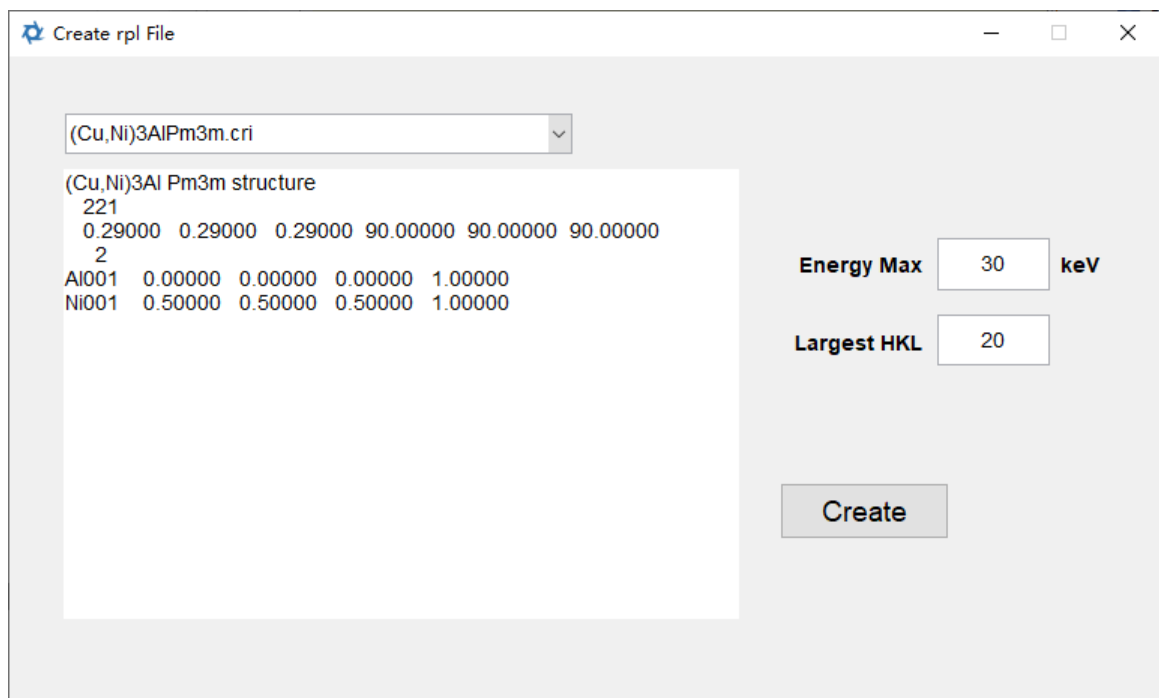 Create rpl File
(Cu,Ni)3AlPm3m.cri
(Cu,Ni)3Al Pm3m structure
221
0.29000 0.29000 0.29000 90.00000 90.00000 90.00000
2
Al001 0.00000 0.00000 0.00000 1.00000
Ni001 0.50000 0.50000 0.50000 1.00000
Energy Max 30 keV
Largest HKL 20
Create